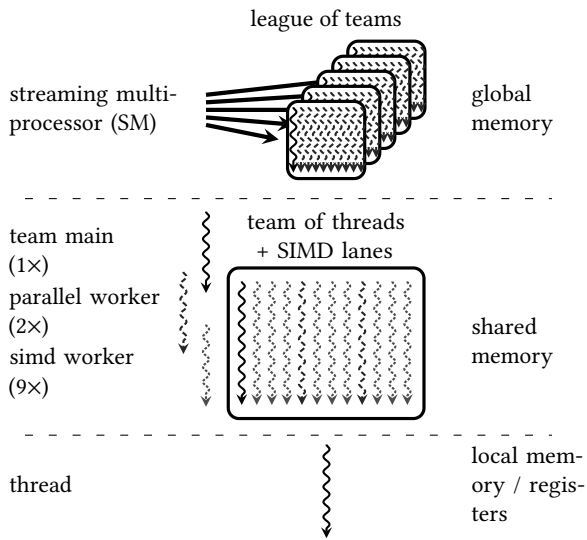 league of teams
streaming multi-
processor (SM)
global
memory
team of threads
+ SIMD lanes
team main
(1×)
parallel worker
(2×)
simd worker
(9×)
shared
memory
thread
local mem-
ory / regis-
ters